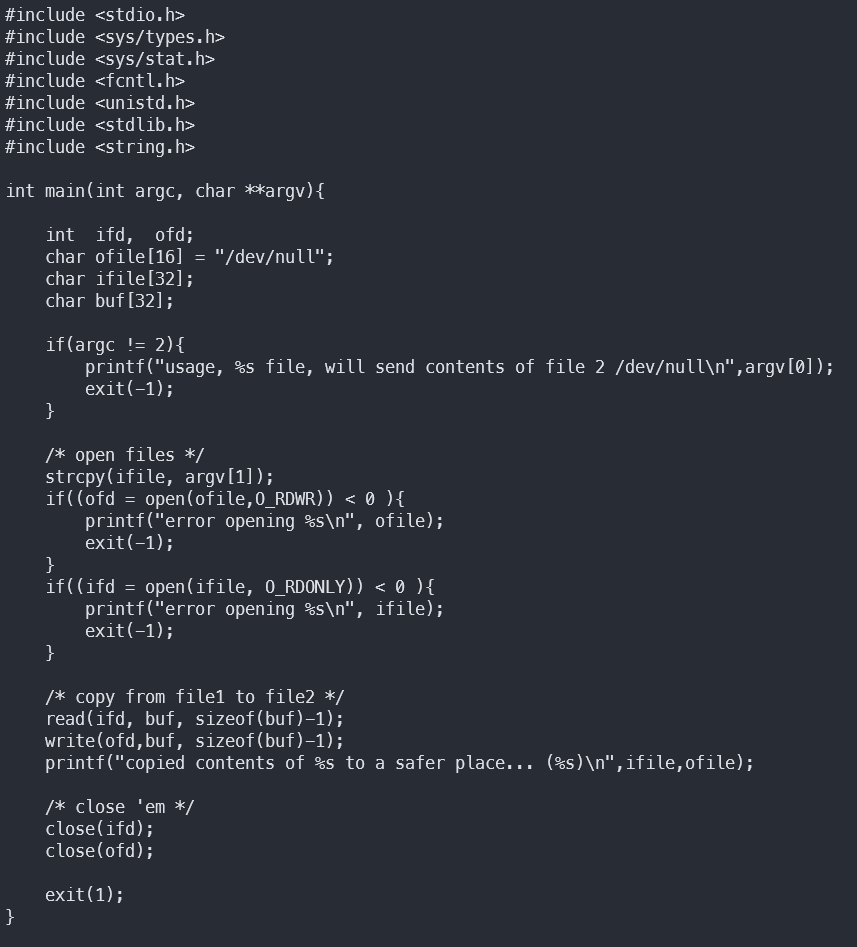 #include <stdio.h>
#include <sys/types.h>
#include <sys/stat.h>
#include <fcntl.h>
#include <unistd.h>
#include <stdlib.h>
#include <string.h>

int main(int argc, char **argv){

    int  ifd,  ofd;
    char ofile[16] = "/dev/null";
    char ifile[32];
    char buf[32];

    if(argc != 2){
        printf("usage, %s file, will send contents of file 2 /dev/null\n",argv[0]);
        exit(-1);
    }

    /* open files */
    strcpy(ifile, argv[1]);
    if((ofd = open(ofile,O_RDWR)) < 0 ){
        printf("error opening %s\n", ofile);
        exit(-1);
    }
    if((ifd = open(ifile, O_RDONLY)) < 0 ){
        printf("error opening %s\n", ifile);
        exit(-1);
    }

    /* copy from file1 to file2 */
    read(ifd, buf, sizeof(buf)-1);
    write(ofd,buf, sizeof(buf)-1);
    printf("copied contents of %s to a safer place... (%s)\n",ifile,ofile);

    /* close 'em */
    close(ifd);
    close(ofd);

    exit(1);
}